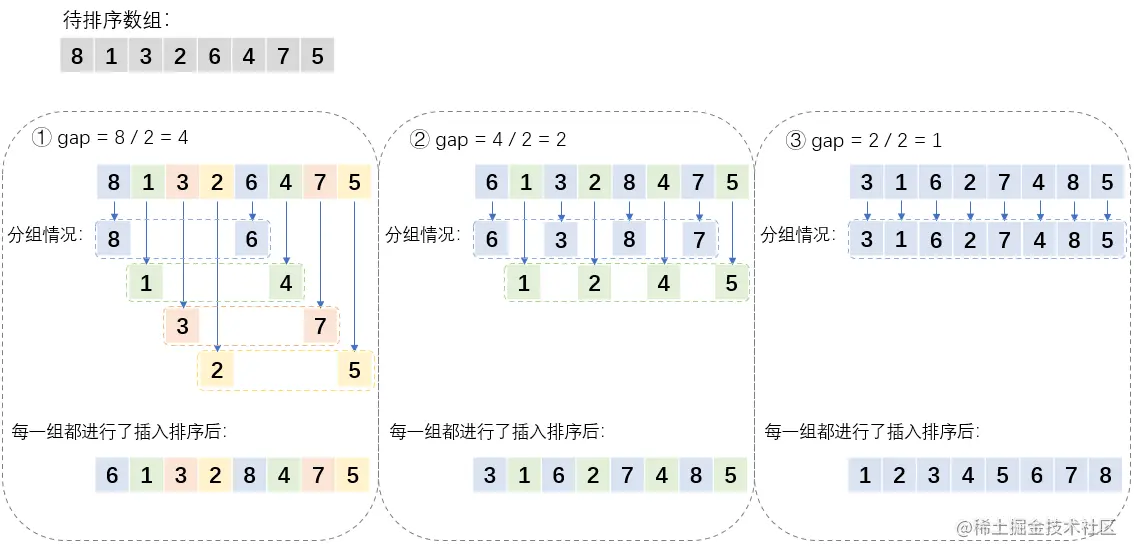 待排序数组:
8 1 3 2 6 4 7 5
① gap = 8 / 2 = 4
8 1 3 2 6 4 7 5
分组情况:
8 6
1 4
3 7
2 5
每一组都进行了插入排序后:
6 1 3 2 8 4 7 5
② gap = 4 / 2 = 2
6 1 3 2 8 4 7 5
分组情况:
6 3 8 7
1 2 4 5
每一组都进行了插入排序后:
3 1 6 2 7 4 8 5
③ gap = 2 / 2 = 1
3 1 6 2 7 4 8 5
分组情况:
3 1 6 2 7 4 8 5
每一组都进行了插入排序后:
1 2 3 4 5 6 7 8
@稀土掘金技术社区